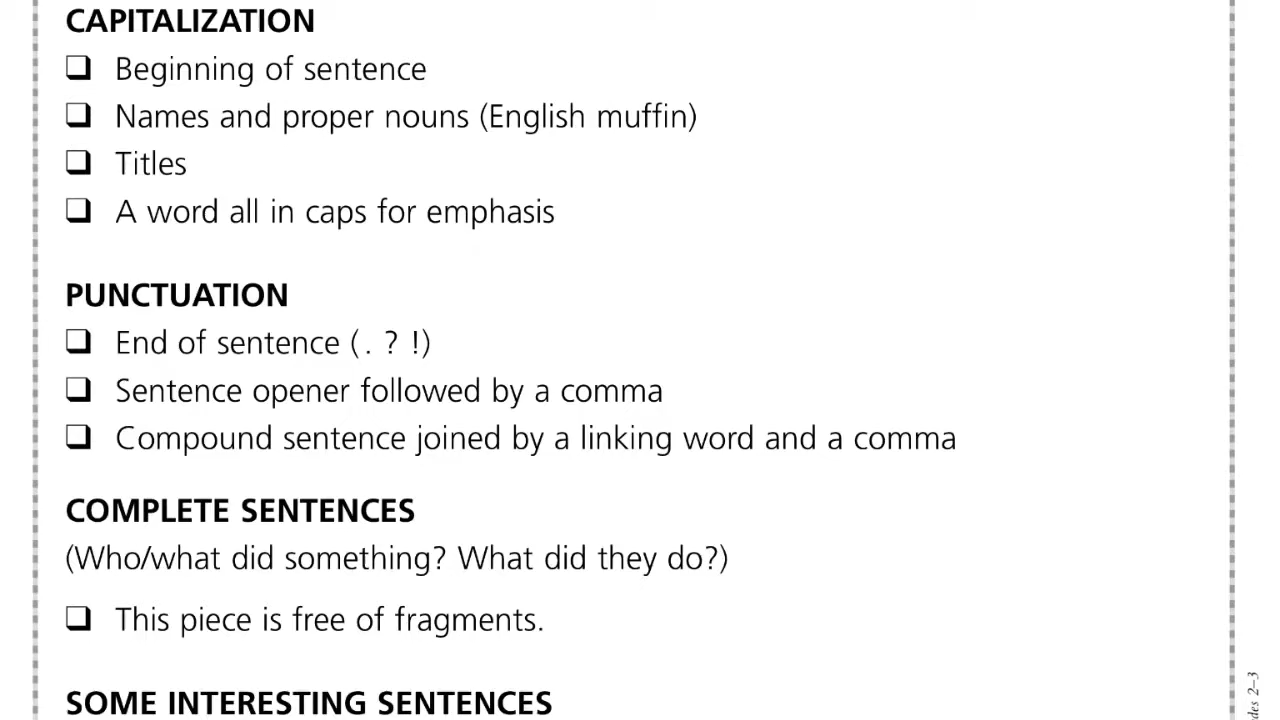 CAPITALIZATION
❑ Beginning of sentence
❑ Names and proper nouns (English muffin)
❑ Titles
❑ A word all in caps for emphasis
PUNCTUATION
❑ End of sentence (. ? !)
❑ Sentence opener followed by a comma
❑ Compound sentence joined by a linking word and a comma
COMPLETE SENTENCES
(Who/what did something? What did they do?)
❑ This piece is free of fragments.
SOME INTERESTING SENTENCES
2–3